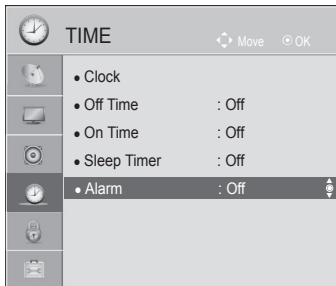 TIME Move OK
• Clock
• Off Time : Off
• On Time : Off
• Sleep Timer : Off
• Alarm : Off